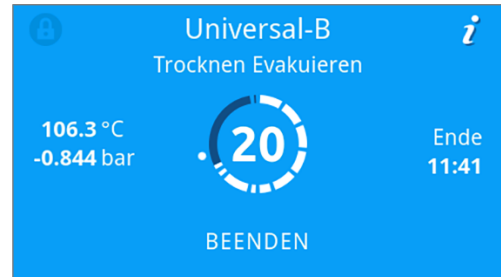 Universal-B
i
Trocknen Evakuieren
106.3 °C
-0.844 bar
20
Ende
11:41
BEENDEN